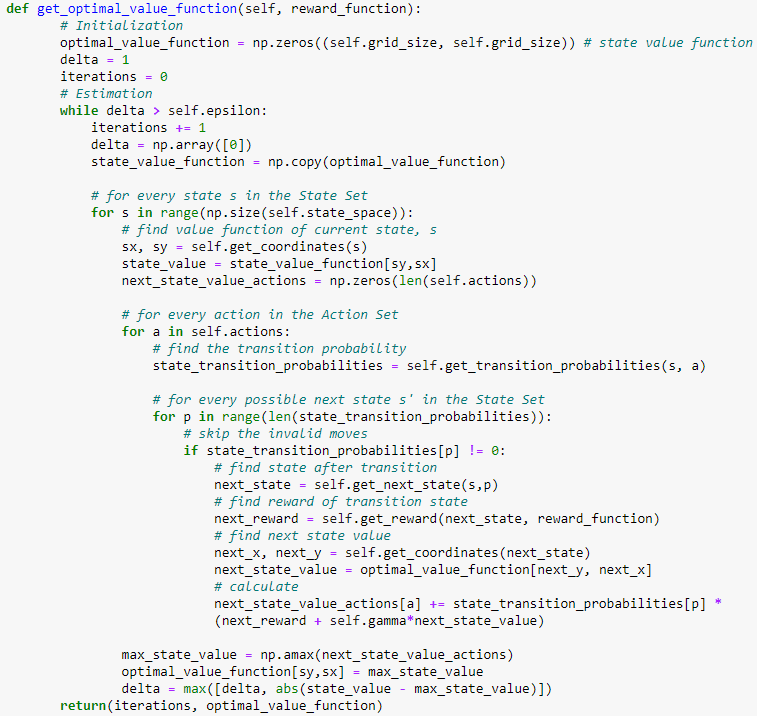 def get_optimal_value_function(self, reward_function):
        # Initialization
        optimal_value_function = np.zeros((self.grid_size, self.grid_size)) # state value function
        delta = 1
        iterations = 0
        # Estimation
        while delta > self.epsilon:
            iterations += 1
            delta = np.array([0])
            state_value_function = np.copy(optimal_value_function)

            # for every state s in the State Set
            for s in range(np.size(self.state_space)):
                # find value function of current state, s
                sx, sy = self.get_coordinates(s)
                state_value = state_value_function[sy,sx]
                next_state_value_actions = np.zeros(len(self.actions))

                # for every action in the Action Set
                for a in self.actions:
                    # find the transition probability
                    state_transition_probabilities = self.get_transition_probabilities(s, a)

                    # for every possible next state s' in the State Set
                    for p in range(len(state_transition_probabilities)):
                        # skip the invalid moves
                        if state_transition_probabilities[p] != 0:
                            # find state after transition
                            next_state = self.get_next_state(s,p)
                            # find reward of transition state
                            next_reward = self.get_reward(next_state, reward_function)
                            # find next state value
                            next_x, next_y = self.get_coordinates(next_state)
                            next_state_value = optimal_value_function[next_y, next_x]
                            # calculate
                            next_state_value_actions[a] += state_transition_probabilities[p] *
                            (next_reward + self.gamma*next_state_value)

                max_state_value = np.amax(next_state_value_actions)
                optimal_value_function[sy,sx] = max_state_value
                delta = max([delta, abs(state_value - max_state_value)])
        return(iterations, optimal_value_function)